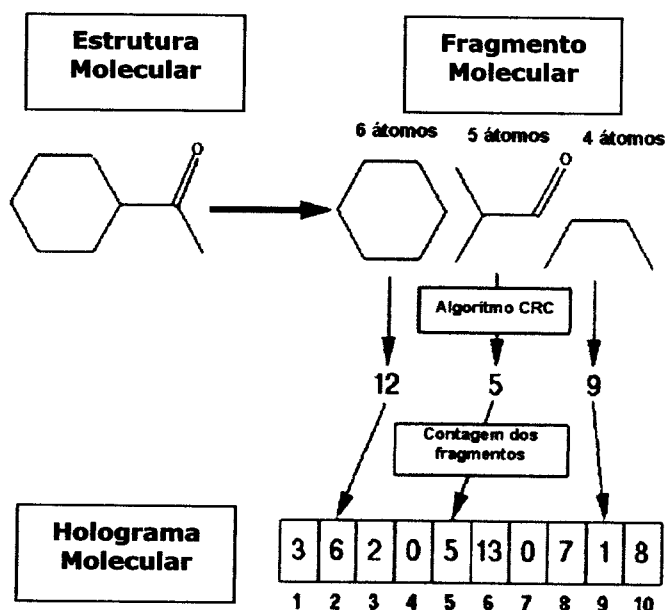 Estrutura
Molecular
Fragmento
Molecular
6 átomos 5 átomos 4 átomos
O
O
Algoritmo CRC
12 5 9
Contagem dos
fragmentos
Holograma
Molecular
3 6 2 0 5 13 0 7 1 8
1 2 3 4 5 6 7 8 9 10